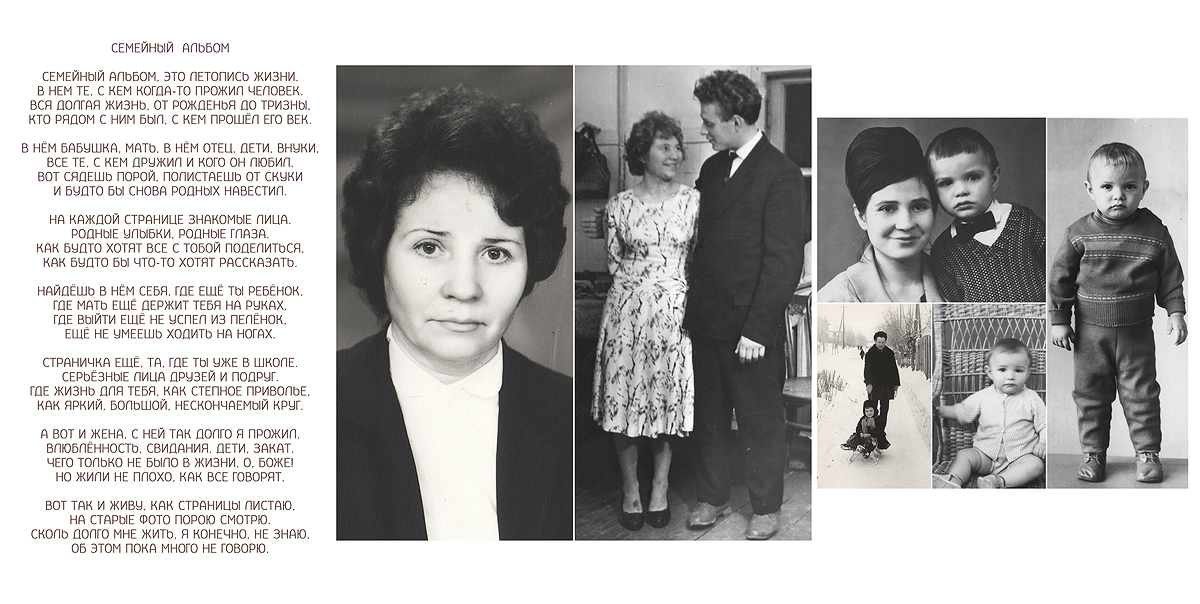 СЕМЕЙНЫЙ АЛЬБОМ
СЕМЕЙНЫЙ АЛЬБОМ, ЭТО ЛЕТОПИСЬ ЖИЗНИ.
В НЕМ ТЕ, С КЕМ КОГДА-ТО ПРОЖИЛ ЧЕЛОВЕК.
ВСЯ ДОЛГАЯ ЖИЗНЬ, ОТ РОЖДЕНЬЯ ДО ТРИЗНЫ,
КТО РЯДОМ С НИМ БЫЛ, С КЕМ ПРОШЁЛ ЕГО ВЕК.
В НЁМ БАБУШКА, МАТЬ, В НЁМ ОТЕЦ, ДЕТИ, ВНУКИ,
ВСЕ ТЕ, С КЕМ ДРУЖИЛ И КОГО ОН ЛЮБИЛ.
ВОТ СЯДЕШЬ ПОРОЙ, ПОЛИСТАЕШЬ ОТ СКУКИ
И БУДТО БЫ СНОВА РОДНЫХ НАВЕСТИЛ.
НА КАЖДОЙ СТРАНИЦЕ ЗНАКОМЫЕ ЛИЦА.
РОДНЫЕ УЛЫБКИ, РОДНЫЕ ГЛАЗА.
КАК БУДТО ХОТЯТ ВСЕ С ТОБОЙ ПОДЕЛИТЬСЯ,
КАК БУДТО БЫ ЧТО-ТО ХОТЯТ РАССКАЗАТЬ.
НАЙДЁШЬ В НЁМ СЕБЯ, ГДЕ ЕЩЁ ТЫ РЕБЁНОК,
ГДЕ МАТЬ ЕЩЁ ДЕРЖИТ ТЕБЯ НА РУКАХ,
ГДЕ ВЫЙТИ ЕЩЁ НЕ УСПЕЛ ИЗ ПЕЛЁНОК,
ЕЩЁ НЕ УМЕЕШЬ ХОДИТЬ НА НОГАХ.
СТРАНИЧКА ЕЩЁ, ТА, ГДЕ ТЫ УЖЕ В ШКОЛЕ.
СЕРЬЁЗНЫЕ ЛИЦА ДРУЗЕЙ И ПОДРУГ.
ГДЕ ЖИЗНЬ ДЛЯ ТЕБЯ, КАК СТЕПНОЕ ПРИВОЛЬЕ,
КАК ЯРКИЙ, БОЛЬШОЙ, НЕСКОНЧАЕМЫЙ КРУГ.
А ВОТ И ЖЕНА, С НЕЙ ТАК ДОЛГО Я ПРОЖИЛ.
ВЛЮБЛЁННОСТЬ, СВИДАНИЯ, ДЕТИ, ЗАКАТ.
ЧЕГО ТОЛЬКО НЕ БЫЛО В ЖИЗНИ, О, БОЖЕ!
НО ЖИЛИ НЕ ПЛОХО, КАК ВСЕ ГОВОРЯТ.
ВОТ ТАК И ЖИВУ, КАК СТРАНИЦЫ ЛИСТАЮ,
НА СТАРЫЕ ФОТО ПОРОЮ СМОТРЮ.
СКОЛЬ ДОЛГО МНЕ ЖИТЬ, Я КОНЕЧНО, НЕ ЗНАЮ,
ОБ ЭТОМ ПОКА МНОГО НЕ ГОВОРЮ.